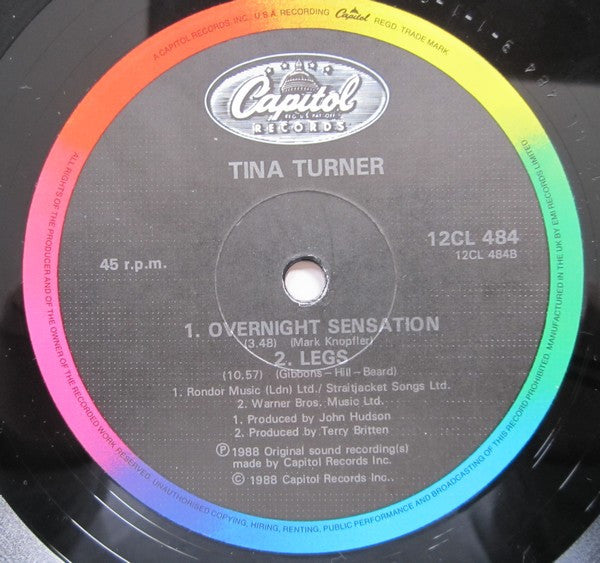 A CAPITOL RECORDS INC. U.S.A RECORDING Capitol REGD. TRADE MARK
Capitol
REG. U.S. PAT. OFF.
RECORDS
TINA TURNER
12CL 484
12CL 484B
45 r.p.m.
1. OVERNIGHT SENSATION
(3.48) (Mark Knopfler)
2. LEGS
(10.57) (Gibbons–Hill–Beard)
1. Rondor Music (Ldn) Ltd./ Straitjacket Songs Ltd.
2. Warner Bros. Music Ltd.
1. Produced by John Hudson
2. Produced by Terry Britten
Ⓟ 1988 Original sound recording(s)
made by Capitol Records Inc.
© 1988 Capitol Records Inc..
ALL RIGHTS OF THE PRODUCER AND OF THE OWNER OF THE RECORDED WORK RESERVED. UNAUTHORISED COPYING, HIRING, RENTING, PUBLIC PERFORMANCE AND BROADCASTING OF THIS RECORD PROHIBITED. MANUFACTURED IN THE UK BY EMI RECORDS LIMITED